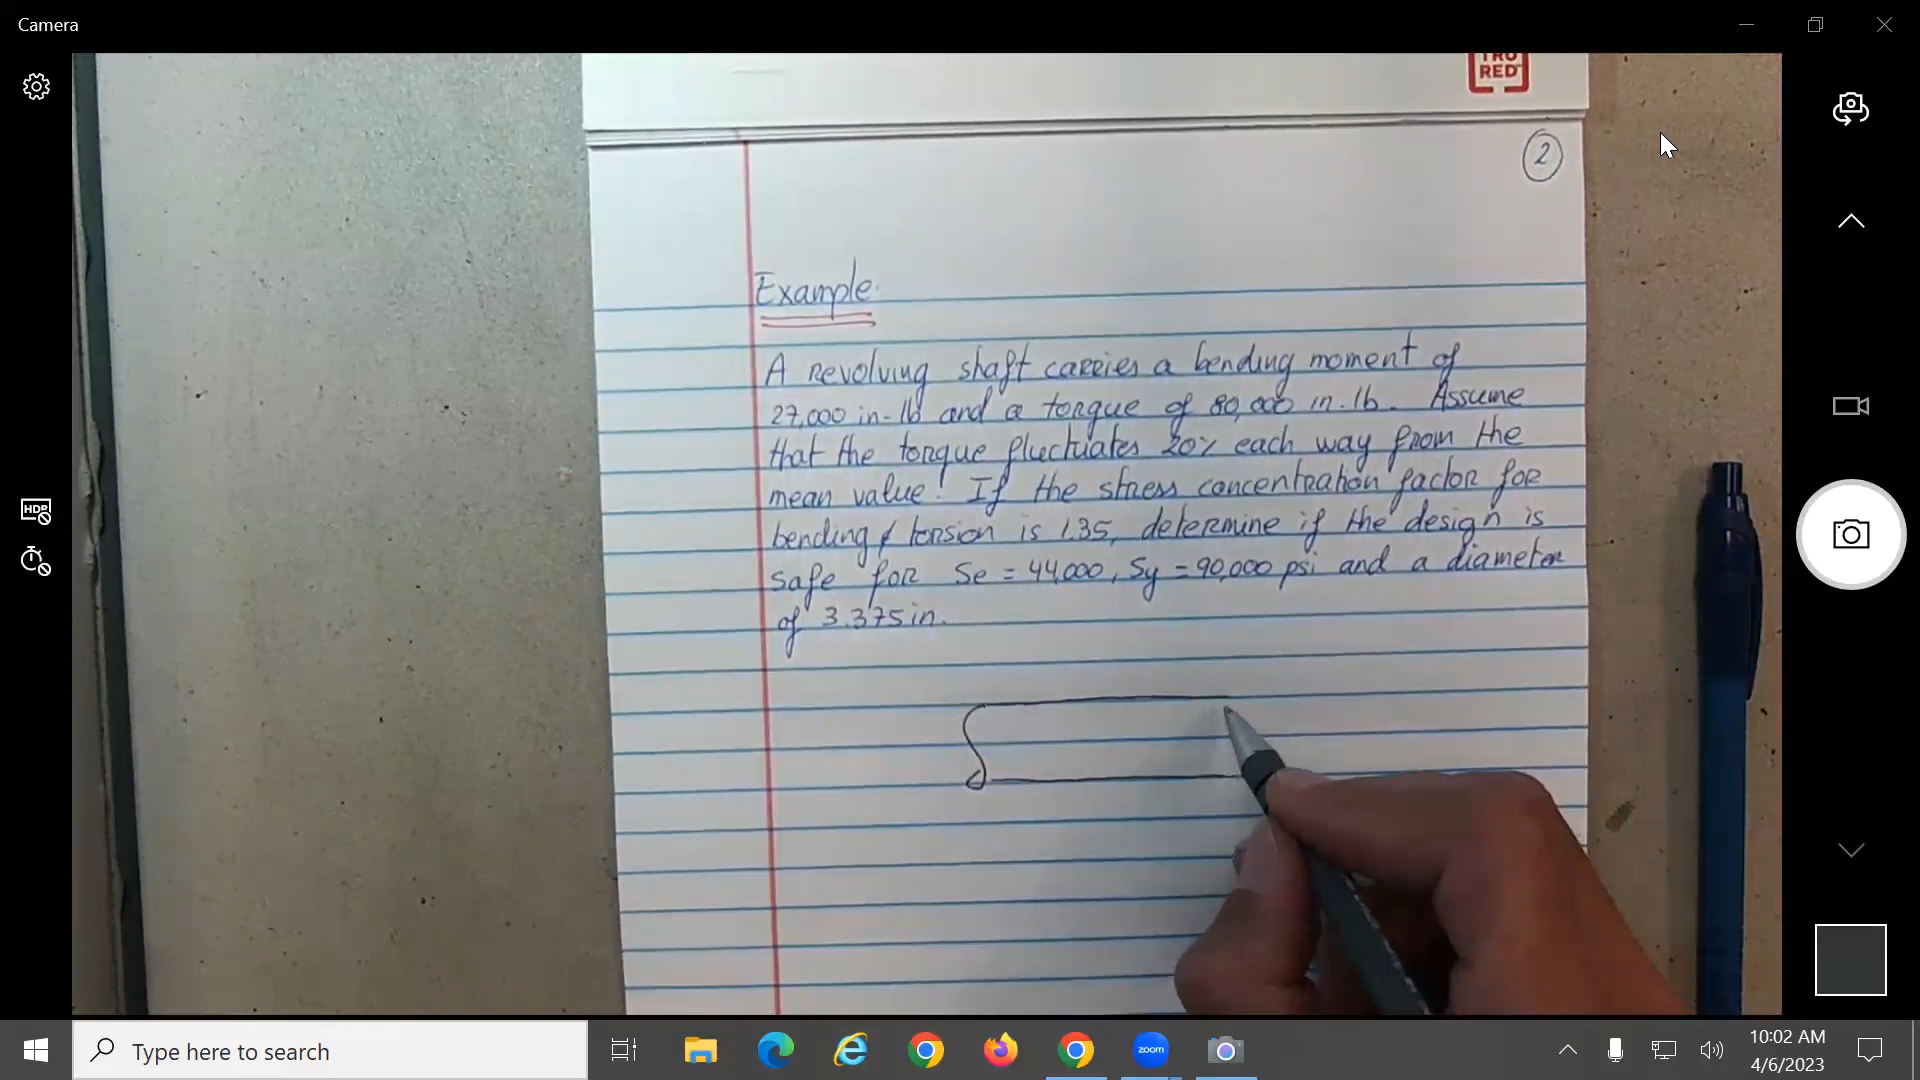 Camera
TRU
RED
2
Example
A revolving shaft carries a bending moment of
27,000 in-lb and a torque of 80,000 in.lb. Assume
that the torque fluctuates 20% each way from the
mean value! If the stress concentration factor for
bending & torsion is 1.35, determine if the design is
safe for Se = 44,000, Sy = 90,000 psi and a diameter
of 3.375 in.
HDR
Type here to search
zoom
10:02 AM
4/6/2023